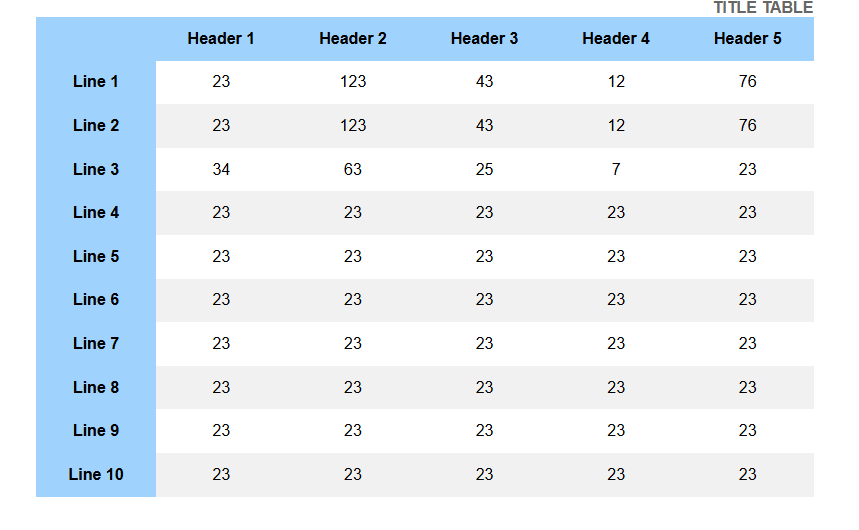 TITLE TABLE
Header 1 Header 2 Header 3 Header 4 Header 5
Line 1 23 123 43 12 76
Line 2 23 123 43 12 76
Line 3 34 63 25 7 23
Line 4 23 23 23 23 23
Line 5 23 23 23 23 23
Line 6 23 23 23 23 23
Line 7 23 23 23 23 23
Line 8 23 23 23 23 23
Line 9 23 23 23 23 23
Line 10 23 23 23 23 23